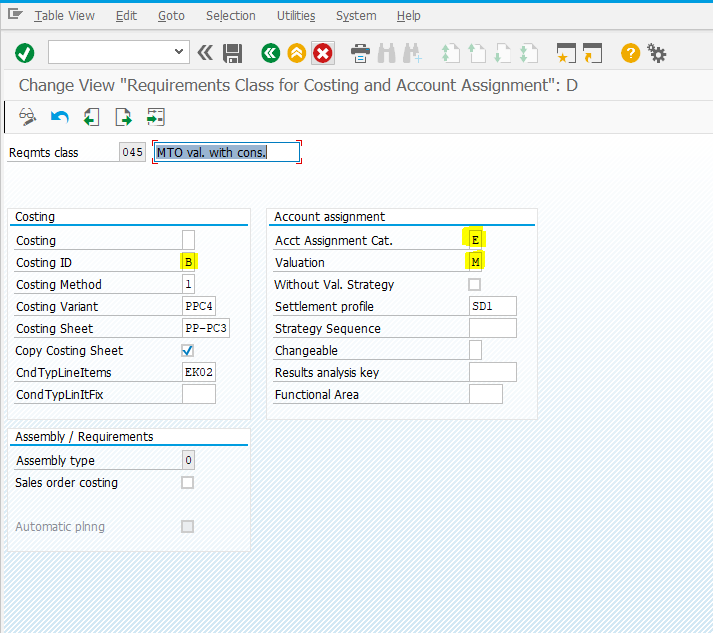 Table View Edit Goto Selection Utilities System Help
Change View "Requirements Class for Costing and Account Assignment": D
Reqmts class 045 MTO val. with cons.
Costing
Costing
Costing ID B
Costing Method 1
Costing Variant PPC4
Costing Sheet PP-PC3
Copy Costing Sheet
CndTypLineItems EK02
CondTypLinItFix
Account assignment
Acct Assignment Cat. E
Valuation M
Without Val. Strategy
Settlement profile SD1
Strategy Sequence
Changeable
Results analysis key
Functional Area
Assembly / Requirements
Assembly type 0
Sales order costing
Automatic plnng